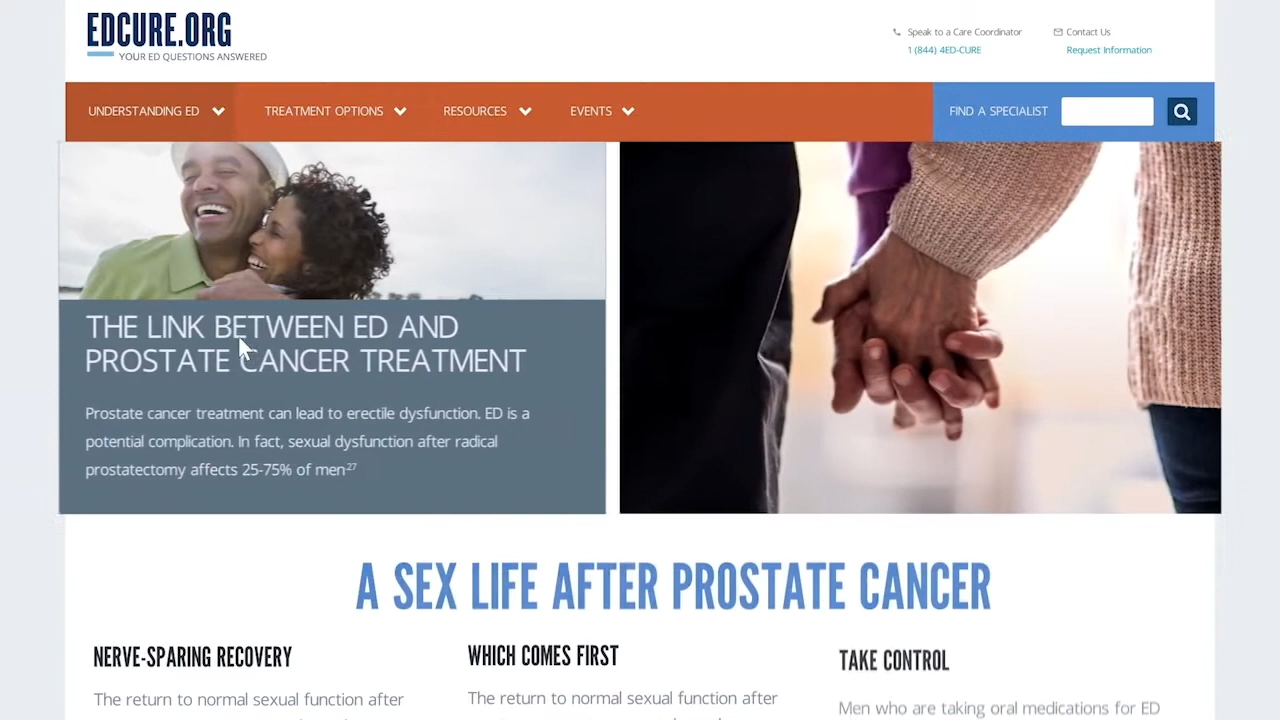 EDCURE.ORG
YOUR ED QUESTIONS ANSWERED
Speak to a Care Coordinator
1 (844) 4ED-CURE
Contact Us
Request Information
UNDERSTANDING ED
TREATMENT OPTIONS
RESOURCES
EVENTS
FIND A SPECIALIST
THE LINK BETWEEN ED AND
PROSTATE CANCER TREATMENT
Prostate cancer treatment can lead to erectile dysfunction. ED is a
potential complication. In fact, sexual dysfunction after radical
prostatectomy affects 25-75% of men27
A SEX LIFE AFTER PROSTATE CANCER
NERVE-SPARING RECOVERY
The return to normal sexual function after
WHICH COMES FIRST
The return to normal sexual function after
TAKE CONTROL
Men who are taking oral medications for ED